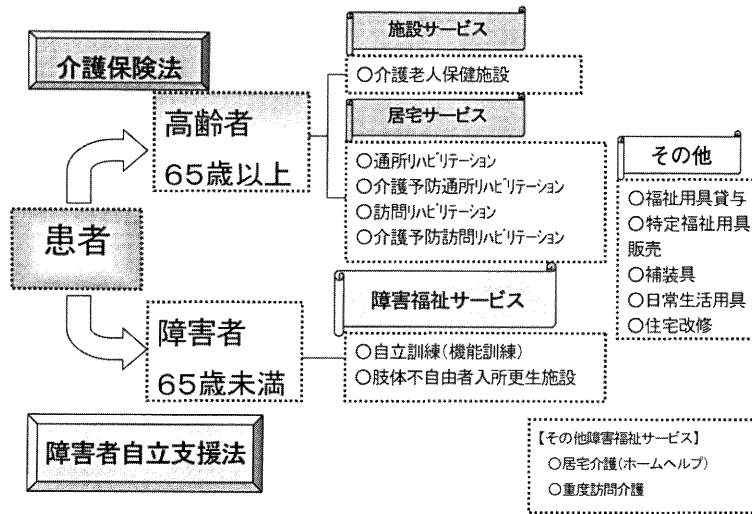 介護保険法
施設サービス
○介護老人保健施設
高齢者
65歳以上
居宅サービス
○通所リハビリテーション
○介護予防通所リハビリテーション
○訪問リハビリテーション
○介護予防訪問リハビリテーション
その他
○福祉用具貸与
○特定福祉用具
販売
○補装具
○日常生活用具
○住宅改修
患者
障害福祉サービス
障害者
65歳未満
○自立訓練(機能訓練)
○肢体不自由者入所更生施設
障害者自立支援法
【その他障害福祉サービス】
○居宅介護(ホームヘルプ)
○重度訪問介護